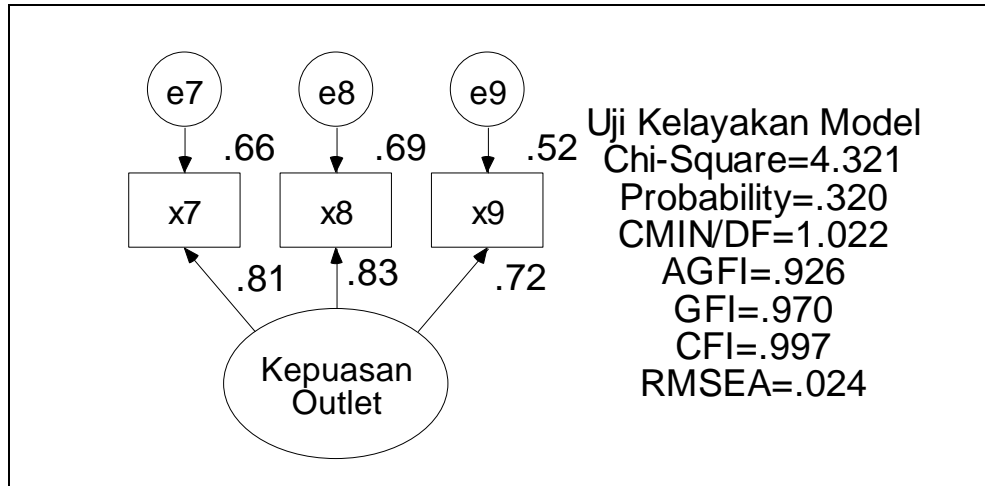 e7
e8
e9
.66
.69
.52
x7
x8
x9
.81
.83
.72
Kepuasan
Outlet
Uji Kelayakan Model
Chi-Square=4.321
Probability=.320
CMIN/DF=1.022
AGFI=.926
GFI=.970
CFI=.997
RMSEA=.024